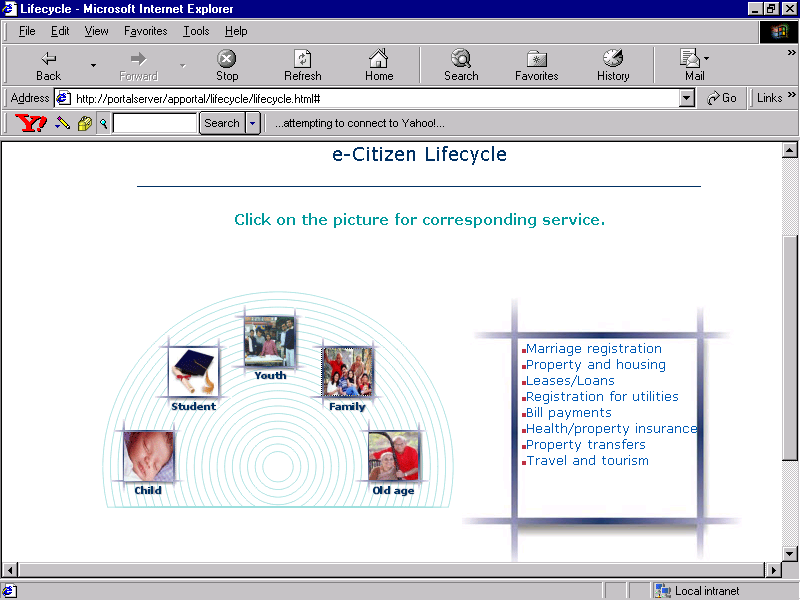 Lifecycle - Microsoft Internet Explorer
File Edit View Favorites Tools Help
Back Forward Stop Refresh Home Search Favorites History Mail »
Address http://portalserver/apportal/lifecycle/lifecycle.html# Go Links »
Y! Search ...attempting to connect to Yahoo!...
e-Citizen Lifecycle
Click on the picture for corresponding service.
Youth
Student
Family
Child
Old age
Marriage registration
Property and housing
Leases/Loans
Registration for utilities
Bill payments
Health/property insurance
Property transfers
Travel and tourism
Local intranet